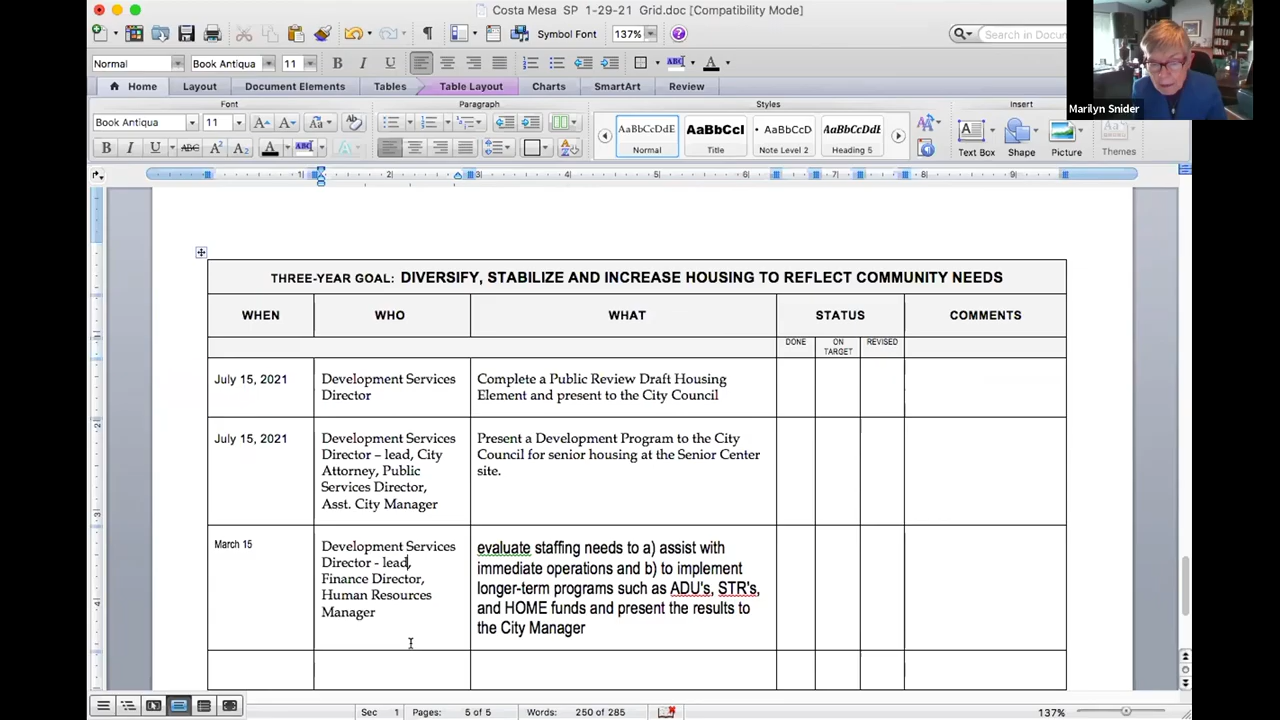 Costa Mesa SP 1-29-21 Grid.doc [Compatibility Mode]
Symbol Font
137%
Search in Docum
Normal
Book Antiqua
11
B I U
ABC
A
Home
Layout
Document Elements
Tables
Table Layout
Charts
SmartArt
Review
Font
Paragraph
Styles
Insert
Themes
Book Antiqua
11
AaBbCcDdE
AaBbCcI
AaBbCcD
AaBbCcDdE
Normal
Title
Note Level 2
Heading 5
Text Box
Shape
Picture
Themes
Marilyn Snider
THREE-YEAR GOAL: DIVERSIFY, STABILIZE AND INCREASE HOUSING TO REFLECT COMMUNITY NEEDS
WHEN
WHO
WHAT
STATUS
COMMENTS
DONE
ON
TARGET
REVISED
July 15, 2021
Development Services
Director
Complete a Public Review Draft Housing
Element and present to the City Council
July 15, 2021
Development Services
Director – lead, City
Attorney, Public
Services Director,
Asst. City Manager
Present a Development Program to the City
Council for senior housing at the Senior Center
site.
March 15
Development Services
Director - lead,
Finance Director,
Human Resources
Manager
evaluate staffing needs to a) assist with
immediate operations and b) to implement
longer-term programs such as ADU's, STR's,
and HOME funds and present the results to
the City Manager
Sec 1
Pages: 5 of 5
Words: 250 of 285
137%